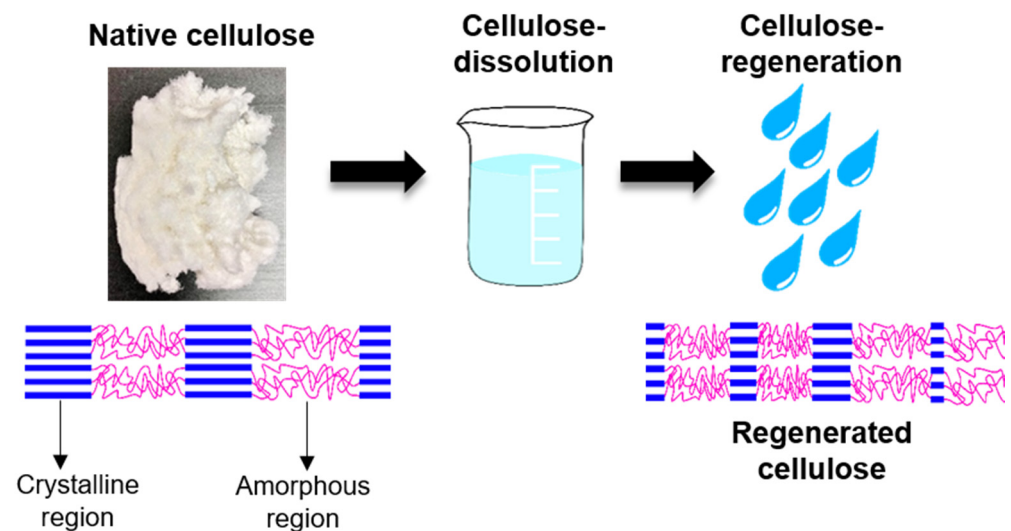 Native cellulose
Cellulose-
dissolution
Cellulose-
regeneration
Crystalline
region
Amorphous
region
Regenerated
cellulose